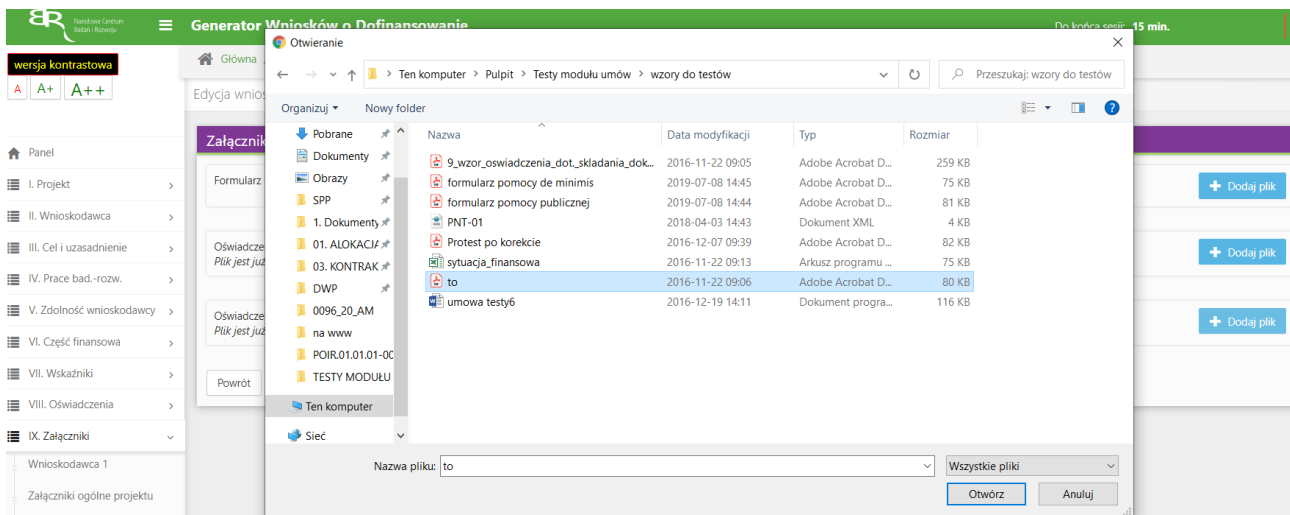 Narodowe Centrum
Badań i Rozwoju
Generator Wniosków o Dofinansowanie
Do końca sesji: 15 min.
wersja kontrastowa
A A+ A++
Główna
Edycja wnios
Panel
I. Projekt
II. Wnioskodawca
III. Cel i uzasadnienie
IV. Prace bad.-rozw.
V. Zdolność wnioskodawcy
VI. Część finansowa
VII. Wskaźniki
VIII. Oświadczenia
IX. Załączniki
Wnioskodawca 1
Załączniki ogólne projektu
Załącznik
Formularz
Dodaj plik
Oświadcze
Plik jest już
Dodaj plik
Oświadcze
Plik jest już
Dodaj plik
Powrót
Otwieranie
Ten komputer > Pulpit > Testy modułu umów > wzory do testów
Przeszukaj: wzory do testów
Organizuj Nowy folder
Pobrane
Dokumenty
Obrazy
SPP
1. Dokumenty
01. ALOKACJA
03. KONTRAK
DWP
0096_20_AM
na www
POIR.01.01.01-00
TESTY MODUŁU
Ten komputer
Sieć
Nazwa Data modyfikacji Typ Rozmiar
9_wzor_oswiadczenia_dot._skladania_dok... 2016-11-22 09:05 Adobe Acrobat D... 259 KB
formularz pomocy de minimis 2019-07-08 14:45 Adobe Acrobat D... 75 KB
formularz pomocy publicznej 2019-07-08 14:44 Adobe Acrobat D... 81 KB
PNT-01 2018-04-03 14:43 Dokument XML 4 KB
Protest po korekcie 2016-12-07 09:39 Adobe Acrobat D... 82 KB
sytuacja_finansowa 2016-11-22 09:13 Arkusz programu ... 75 KB
to 2016-11-22 09:06 Adobe Acrobat D... 80 KB
umowa testy6 2016-12-19 14:11 Dokument progra... 116 KB
Nazwa pliku: to
Wszystkie pliki
Otwórz Anuluj